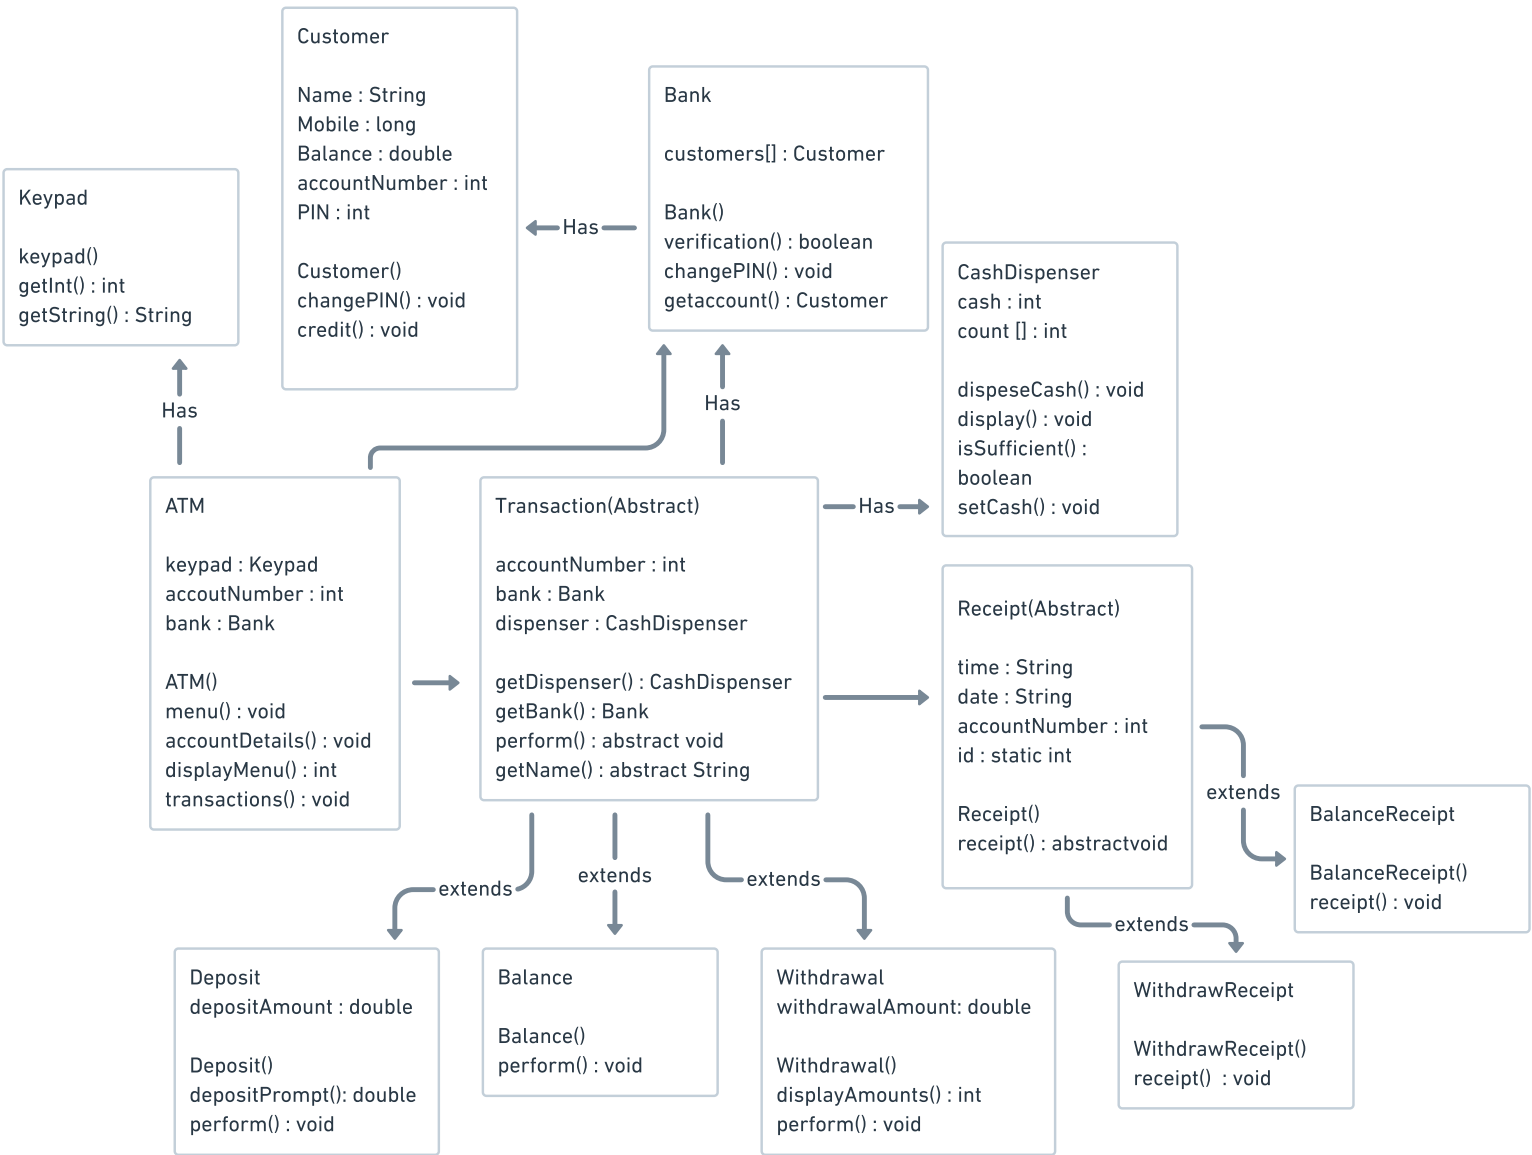 Customer
Name : String
Mobile : long
Balance : double
accountNumber : int
PIN : int
Customer()
changePIN() : void
credit() : void
Bank
customers[] : Customer
Bank()
verification() : boolean
changePIN() : void
getaccount() : Customer
Keypad
keypad()
getInt() : int
getString() : String
Has
CashDispenser
cash : int
count [] : int
dispeseCash() : void
display() : void
isSufficient() :
boolean
setCash() : void
Has
Has
ATM
keypad : Keypad
accoutNumber : int
bank : Bank
ATM()
menu() : void
accountDetails() : void
displayMenu() : int
transactions() : void
Transaction(Abstract)
accountNumber : int
bank : Bank
dispenser : CashDispenser
getDispenser() : CashDispenser
getBank() : Bank
perform() : abstract void
getName() : abstract String
Has
Receipt(Abstract)
time : String
date : String
accountNumber : int
id : static int
Receipt()
receipt() : abstractvoid
extends
BalanceReceipt
BalanceReceipt()
receipt() : void
extends
extends
extends
extends
Deposit
depositAmount : double
Deposit()
depositPrompt(): double
perform() : void
Balance
Balance()
perform() : void
Withdrawal
withdrawalAmount: double
Withdrawal()
displayAmounts() : int
perform() : void
WithdrawReceipt
WithdrawReceipt()
receipt()  : void